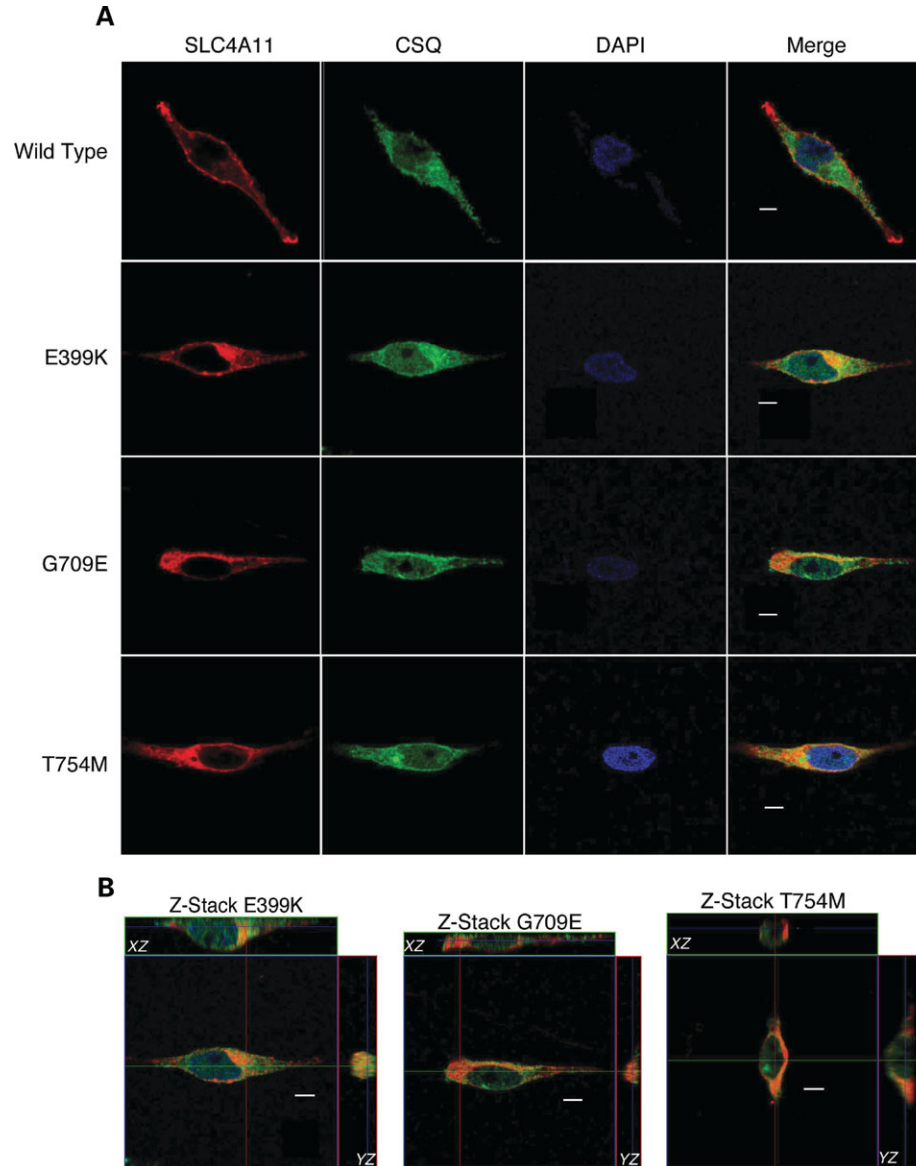 A
SLC4A11 CSQ DAPI Merge
Wild Type
E399K
G709E
T754M
B
Z-Stack E399K Z-Stack G709E Z-Stack T754M
XZ XZ XZ
YZ YZ YZ